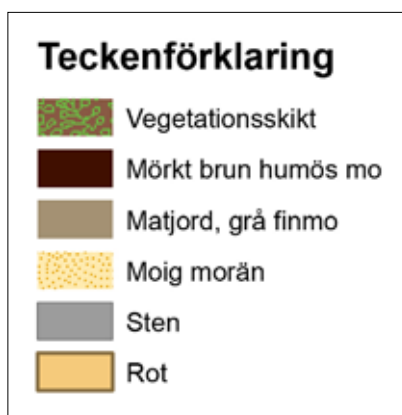 Teckenförklaring
Vegetationsskikt
Mörkt brun humös mo
Matjord, grå finmo
Moig morän
Sten
Rot